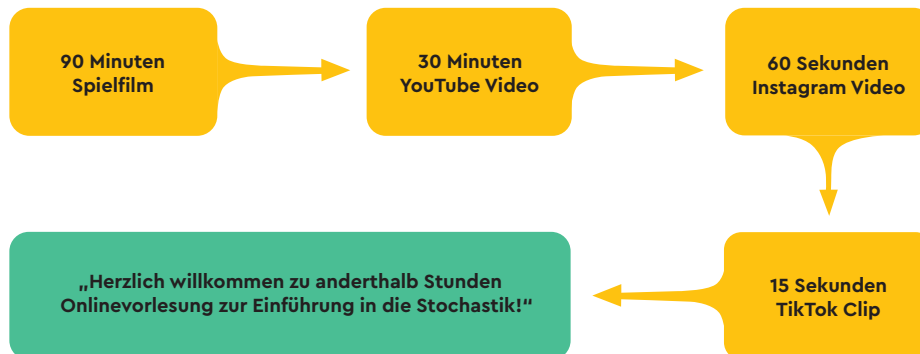 90 Minuten
Spielfilm
30 Minuten
YouTube Video
60 Sekunden
Instagram Video
15 Sekunden
TikTok Clip
„Herzlich willkommen zu anderthalb Stunden
Onlinevorlesung zur Einführung in die Stochastik!“